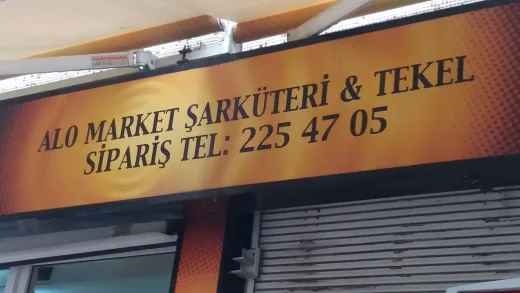 ALO MARKET ŞARKÜTERİ & TEKEL
SİPARİŞ TEL: 225 47 05